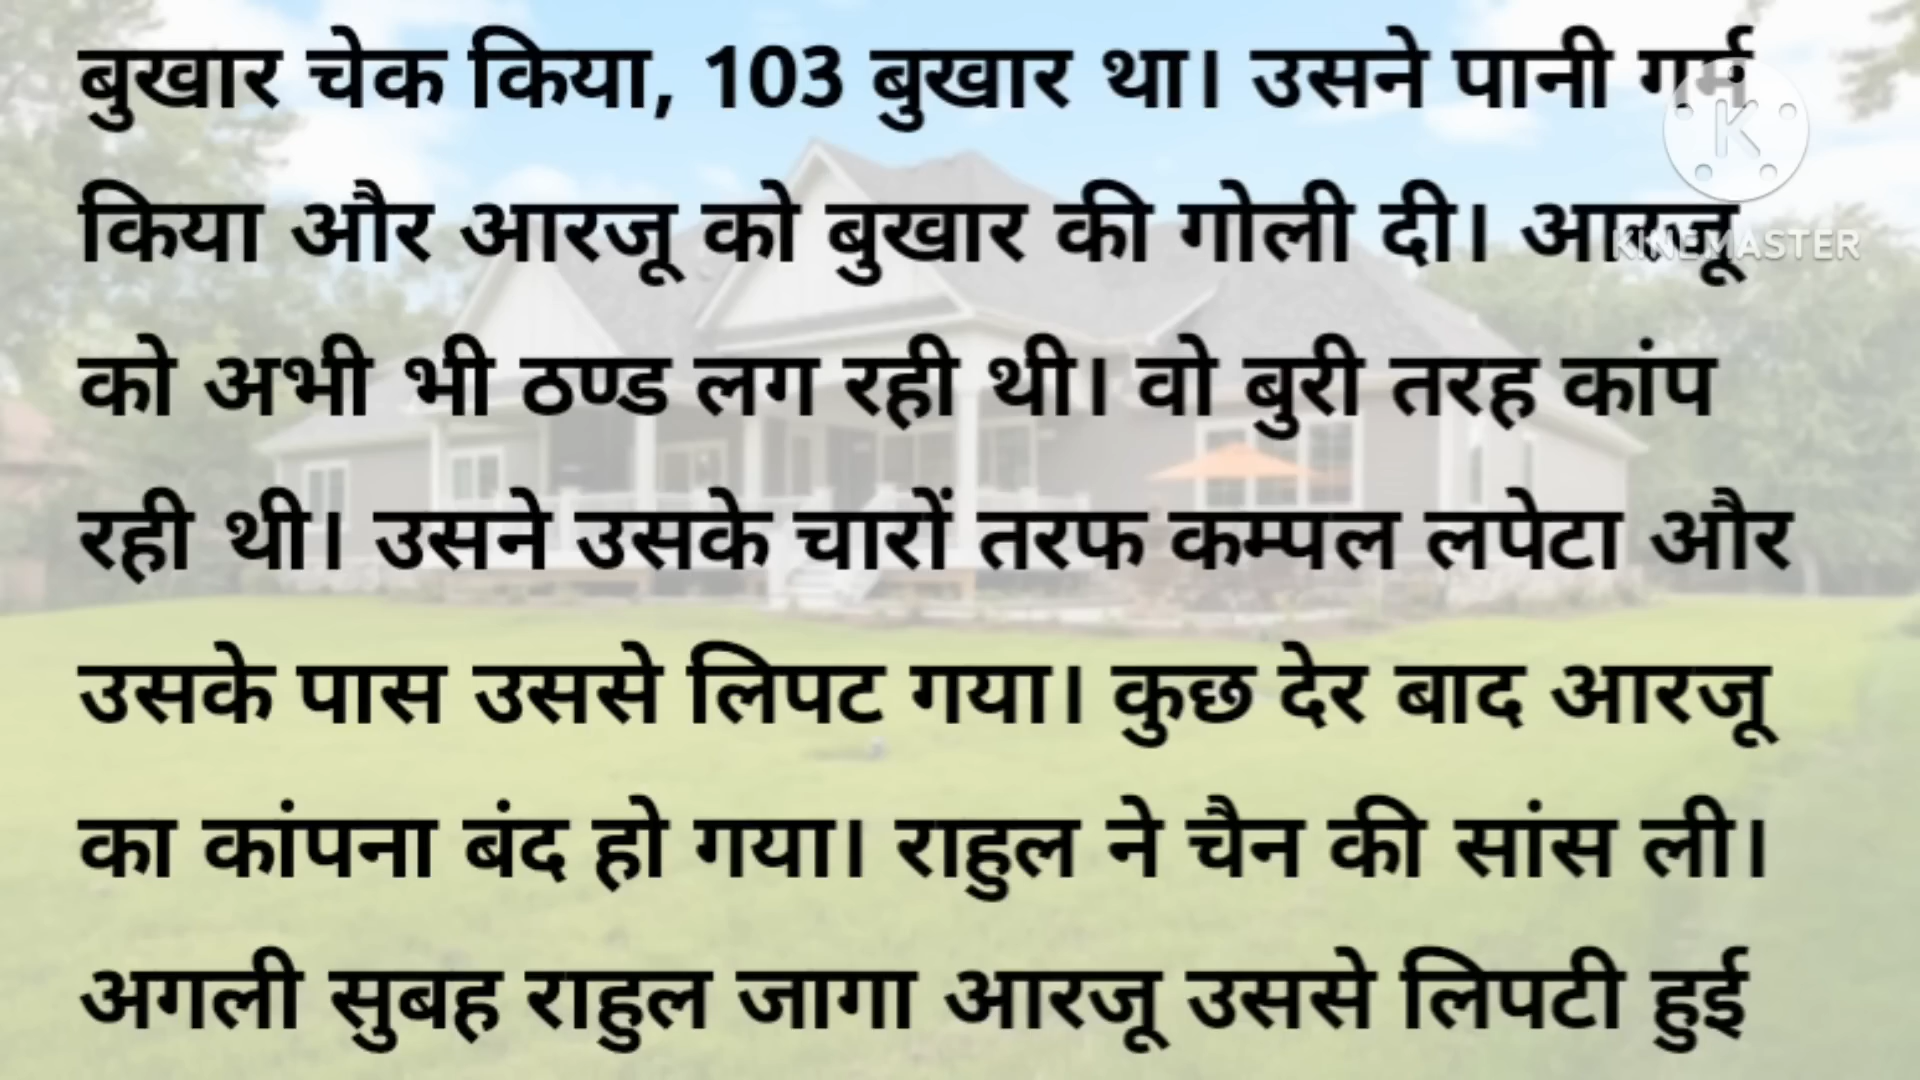 बुखार चेक किया, 103 बुखार था। उसने पानी गर्म
किया और आरजू को बुखार की गोली दी। आरजू
KINEMASTER
को अभी भी ठण्ड लग रही थी। वो बुरी तरह कांप
रही थी। उसने उसके चारों तरफ कम्पल लपेटा और
उसके पास उससे लिपट गया। कुछ देर बाद आरजू
का कांपना बंद हो गया। राहुल ने चैन की सांस ली।
अगली सुबह राहुल जागा आरजू उससे लिपटी हुई